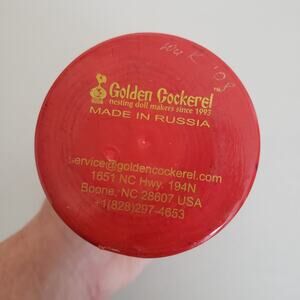 Golden Cockerel
nesting doll makers since 1992
MADE IN RUSSIA
service@goldencockerel.com
1651 NC Hwy. 194N
Boone, NC 28607 USA
+1(828)297-4653